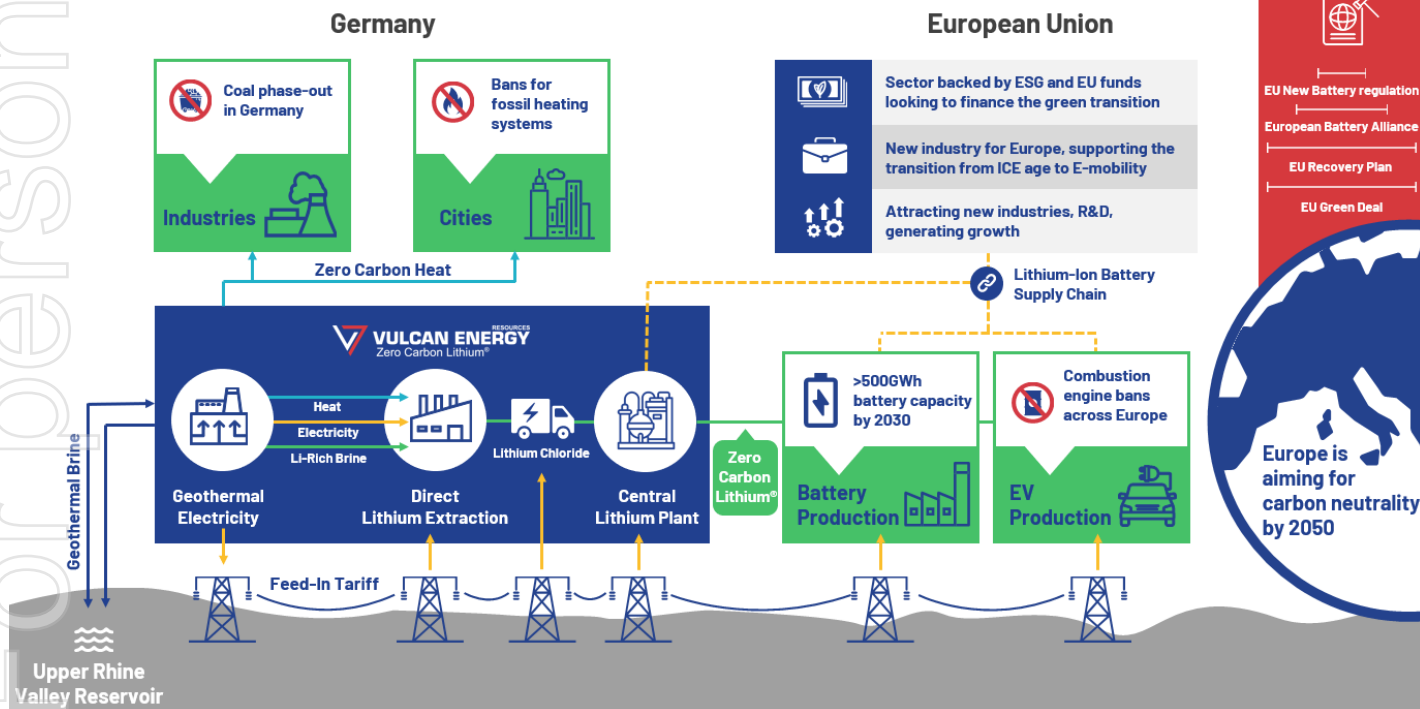 Germany
European Union
Coal phase-out
in Germany
Industries
Bans for
fossil heating
systems
Cities
Sector backed by ESG and EU funds
looking to finance the green transition
New industry for Europe, supporting the
transition from ICE age to E-mobility
Attracting new industries, R&D,
generating growth
EU New Battery regulation
European Battery Alliance
EU Recovery Plan
EU Green Deal
Zero Carbon Heat
Lithium-Ion Battery
Supply Chain
VULCAN ENERGY
RESOURCES
Zero Carbon Lithium®
Heat
Electricity
Li-Rich Brine
Lithium Chloride
Geothermal
Electricity
Direct
Lithium Extraction
Central
Lithium Plant
Zero
Carbon
Lithium®
>500GWh
battery capacity
by 2030
Battery
Production
Combustion
engine bans
across Europe
EV
Production
Europe is
aiming for
carbon neutrality
by 2050
Geothermal Brine
Feed-In Tariff
Upper Rhine
Valley Reservoir
or person